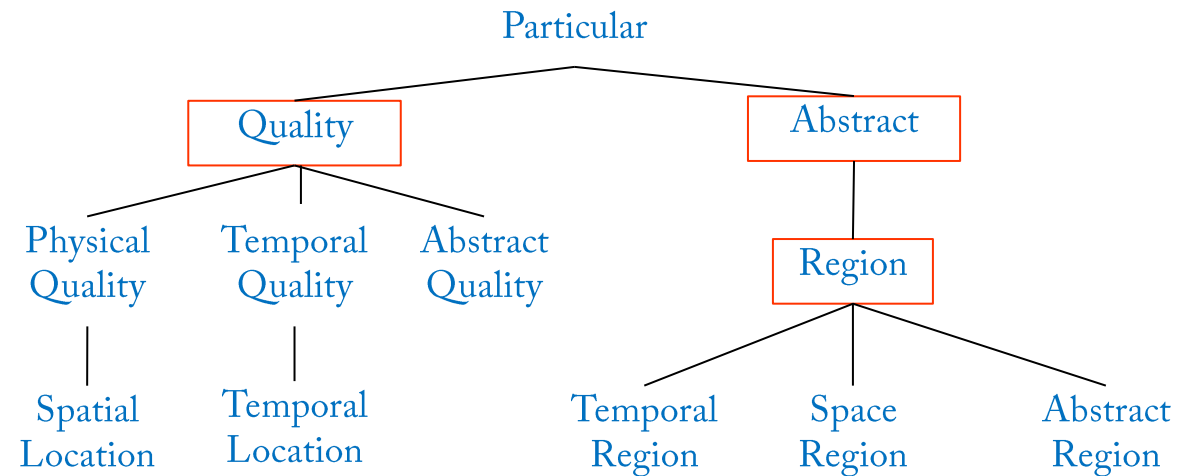 Particular
Quality
Abstract
Physical
Quality
Temporal
Quality
Abstract
Quality
Region
Spatial
Location
Temporal
Location
Temporal
Region
Space
Region
Abstract
Region